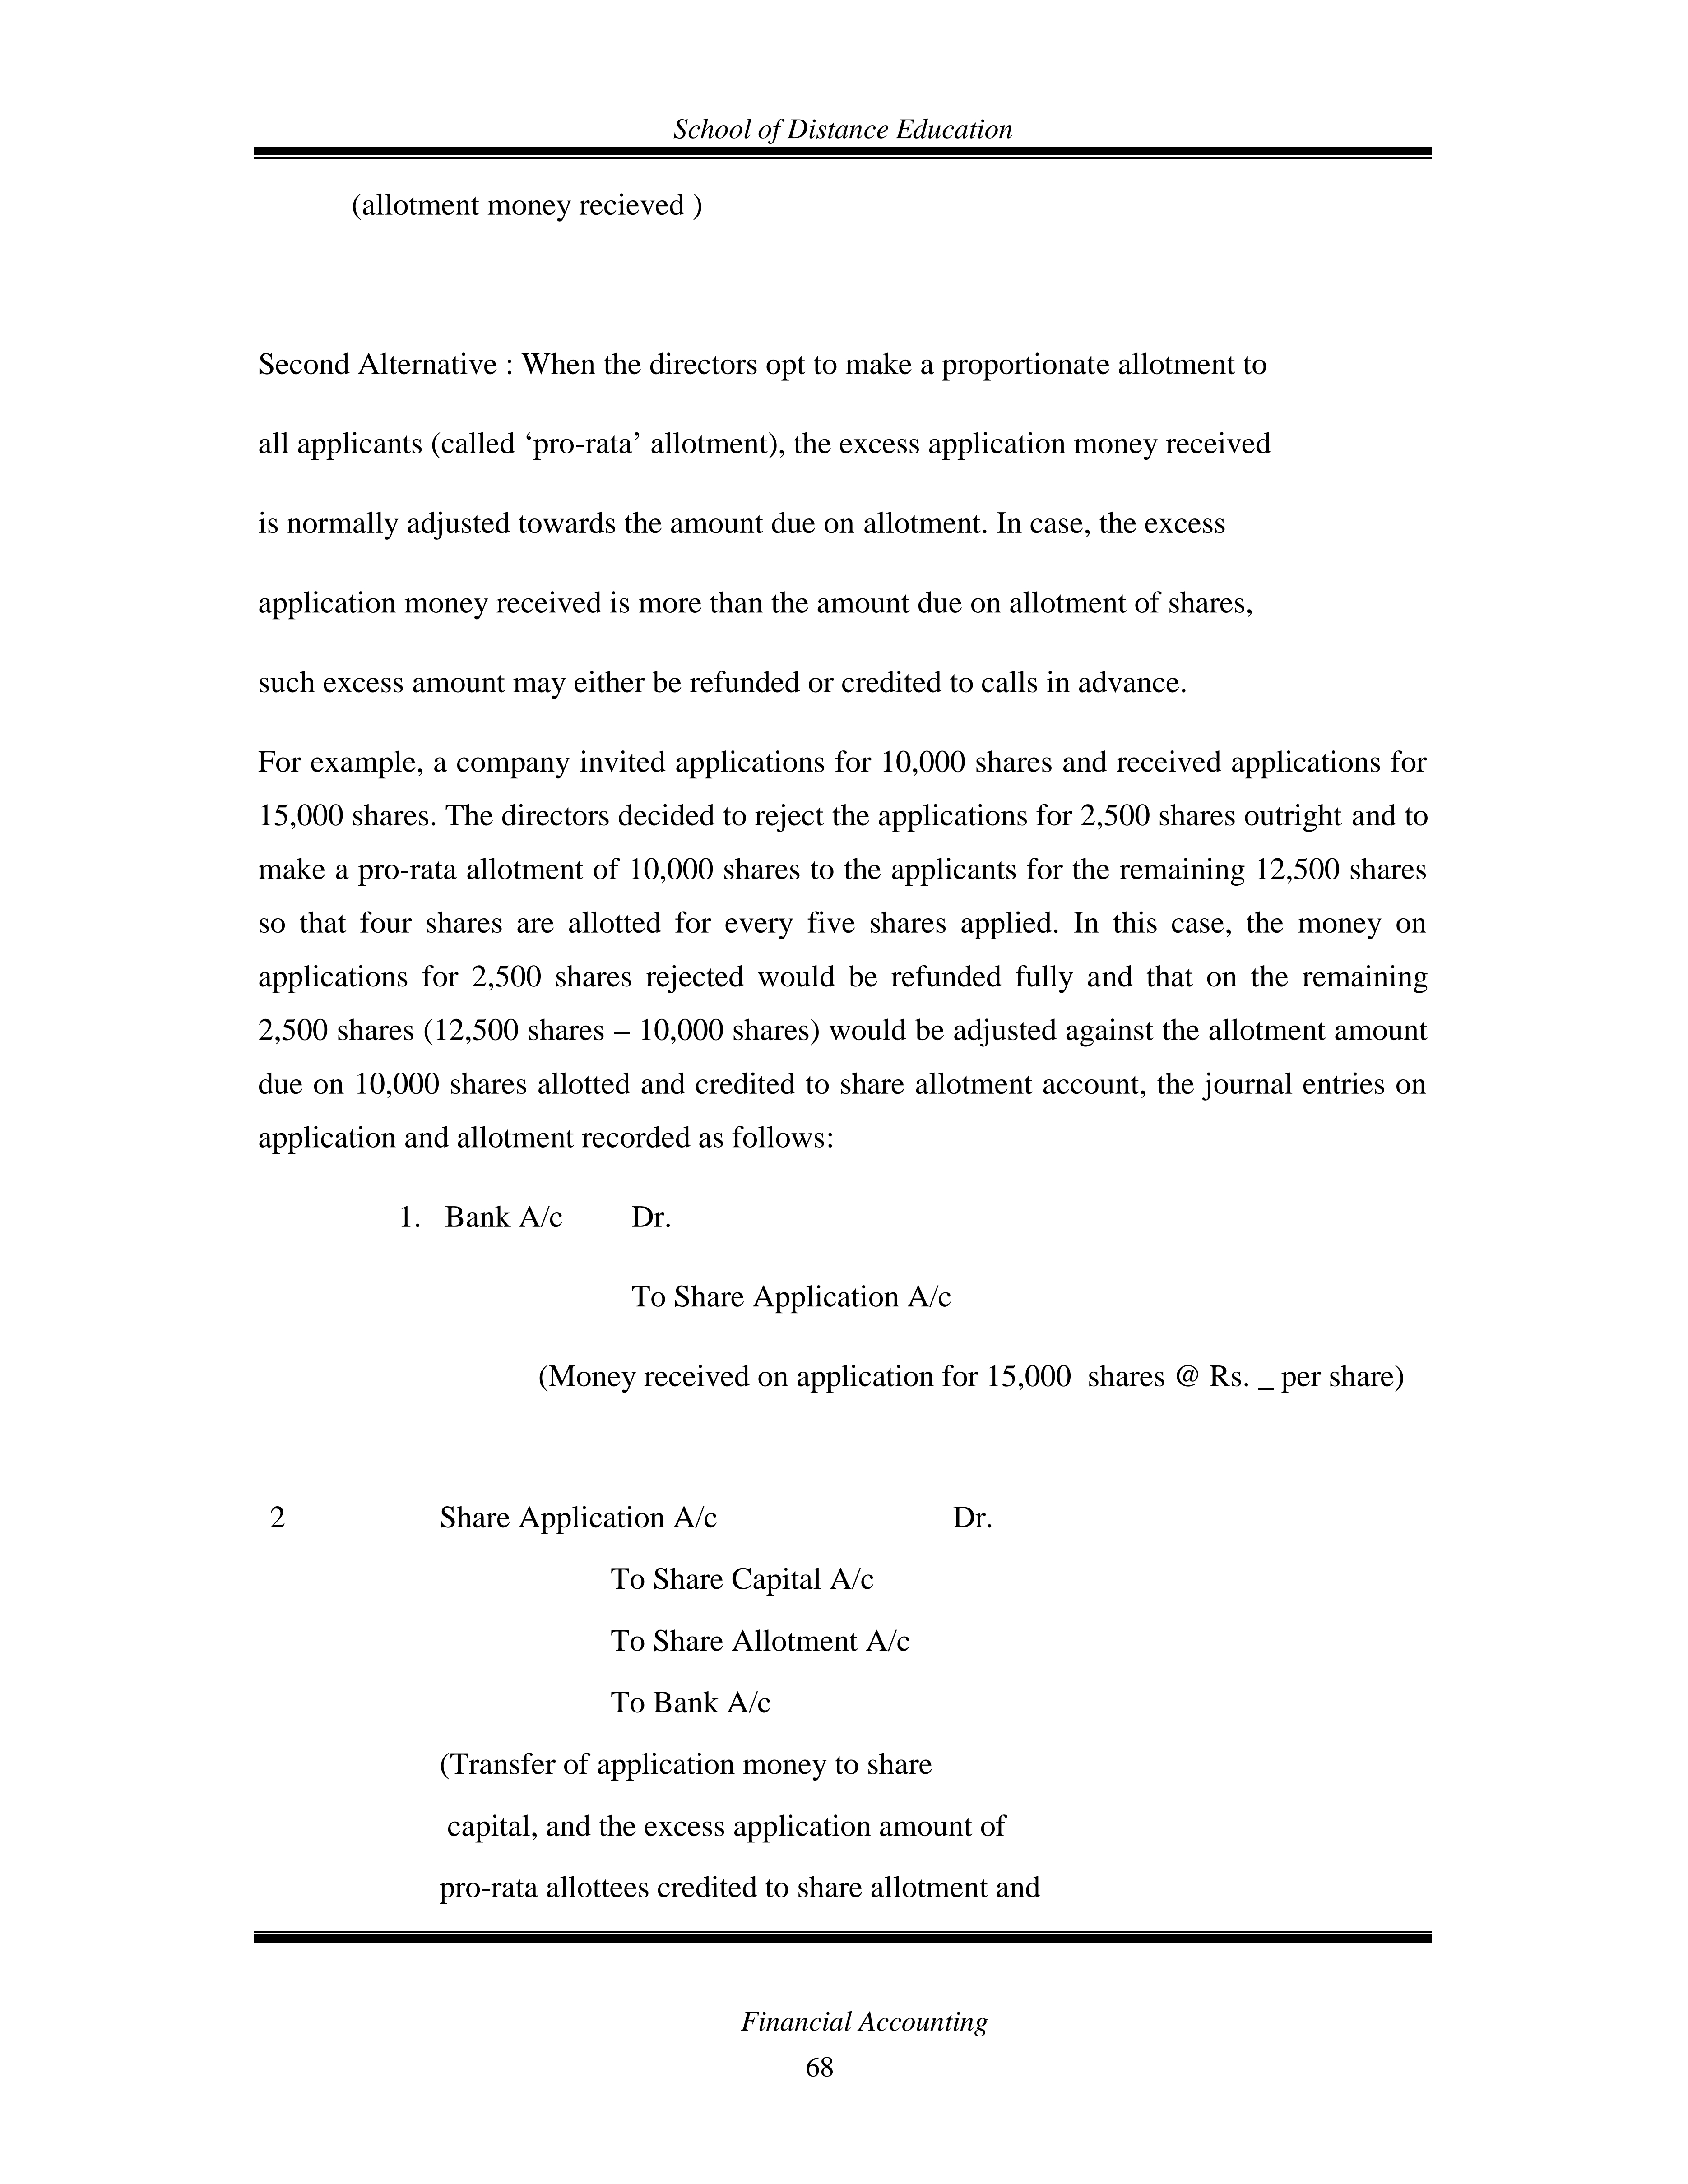 School of Distance Education
(allotment money recieved )
Second Alternative : When the directors opt to make a proportionate allotment to
all applicants (called ‘pro-rata’ allotment), the excess application money received
is normally adjusted towards the amount due on allotment. In case, the excess
application money received is more than the amount due on allotment of shares,
such excess amount may either be refunded or credited to calls in advance.
For example, a company invited applications for 10,000 shares and received applications for
15,000 shares. The directors decided to reject the applications for 2,500 shares outright and to
make a pro-rata allotment of 10,000 shares to the applicants for the remaining 12,500 shares
so that four shares are allotted for every five shares applied. In this case, the money on
applications for 2,500 shares rejected would be refunded fully and that on the remaining
2,500 shares (12,500 shares – 10,000 shares) would be adjusted against the allotment amount
due on 10,000 shares allotted and credited to share allotment account, the journal entries on
application and allotment recorded as follows:
1. Bank A/c Dr.
To Share Application A/c
(Money received on application for 15,000 shares @ Rs. _ per share)
2 Share Application A/c Dr.
To Share Capital A/c
To Share Allotment A/c
To Bank A/c
(Transfer of application money to share
capital, and the excess application amount of
pro-rata allottees credited to share allotment and
Financial Accounting
68